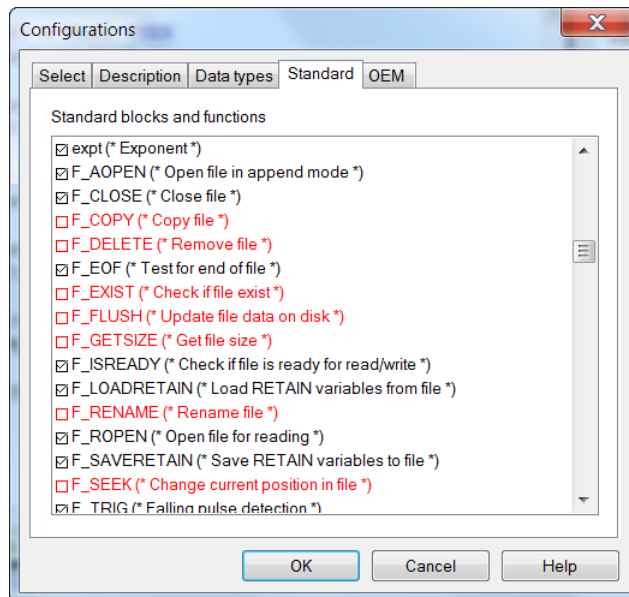 Configurations
Select Description Data types Standard OEM
Standard blocks and functions
expt (* Exponent *)
F_AOPEN (* Open file in append mode *)
F_CLOSE (* Close file *)
F_COPY (* Copy file *)
F_DELETE (* Remove file *)
F_EOF (* Test for end of file *)
F_EXIST (* Check if file exist *)
F_FLUSH (* Update file data on disk *)
F_GETSIZE (* Get file size *)
F_ISREADY (* Check if file is ready for read/write *)
F_LOADRETAIN (* Load RETAIN variables from file *)
F_RENAME (* Rename file *)
F_ROPEN (* Open file for reading *)
F_SAVERETAIN (* Save RETAIN variables to file *)
F_SEEK (* Change current position in file *)
F_TRIG (* Falling pulse detection *)
OK Cancel Help